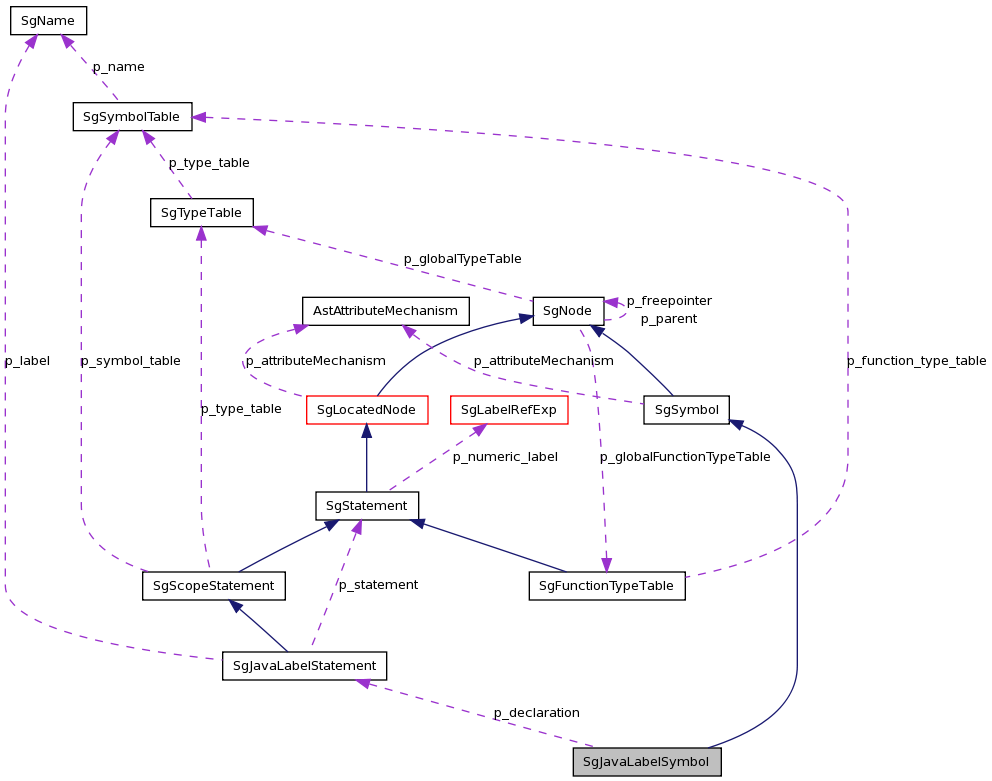 SgName
p_name
SgSymbolTable
p_type_table
SgTypeTable
p_globalTypeTable
AstAttributeMechanism
SgNode
p_freepointer
p_parent
p_label
p_symbol_table
p_attributeMechanism
p_attributeMechanism
p_function_type_table
p_type_table
SgLocatedNode
SgLabelRefExp
SgSymbol
p_numeric_label
p_globalFunctionTypeTable
SgStatement
SgScopeStatement
p_statement
SgFunctionTypeTable
SgJavaLabelStatement
p_declaration
SgJavaLabelSymbol